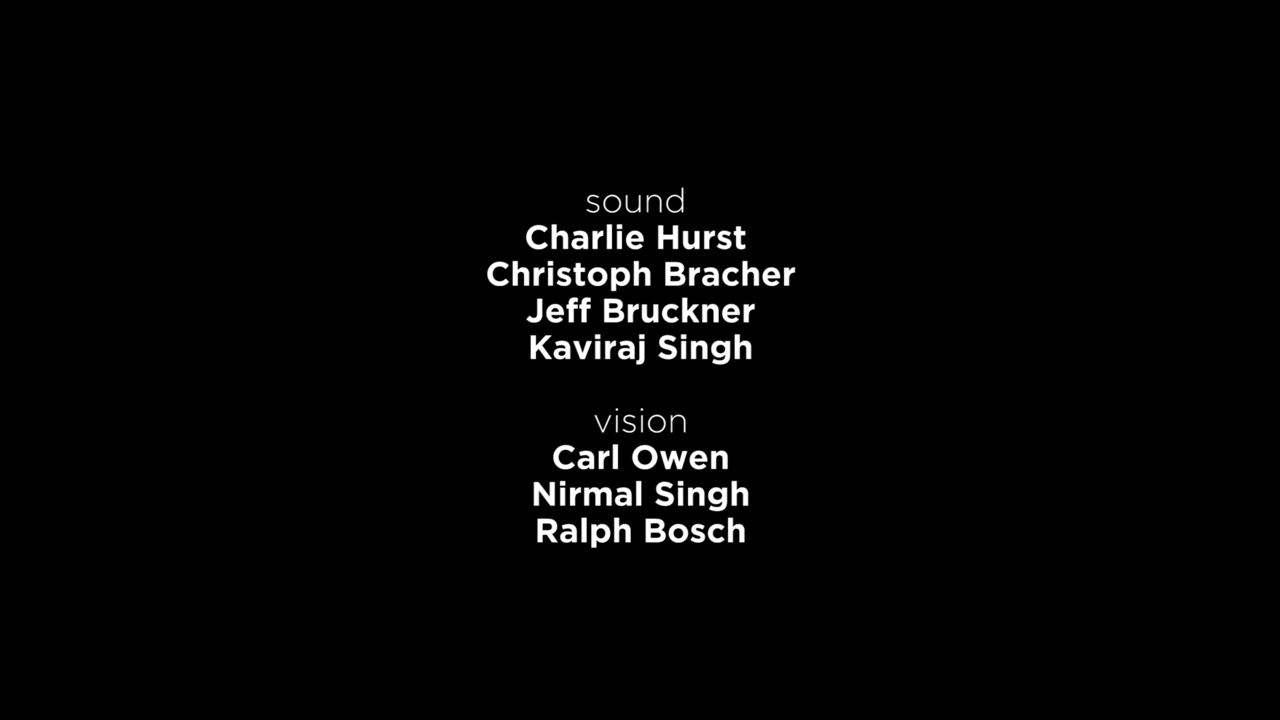 sound
Charlie Hurst
Christoph Bracher
Jeff Bruckner
Kaviraj Singh
vision
Carl Owen
Nirmal Singh
Ralph Bosch